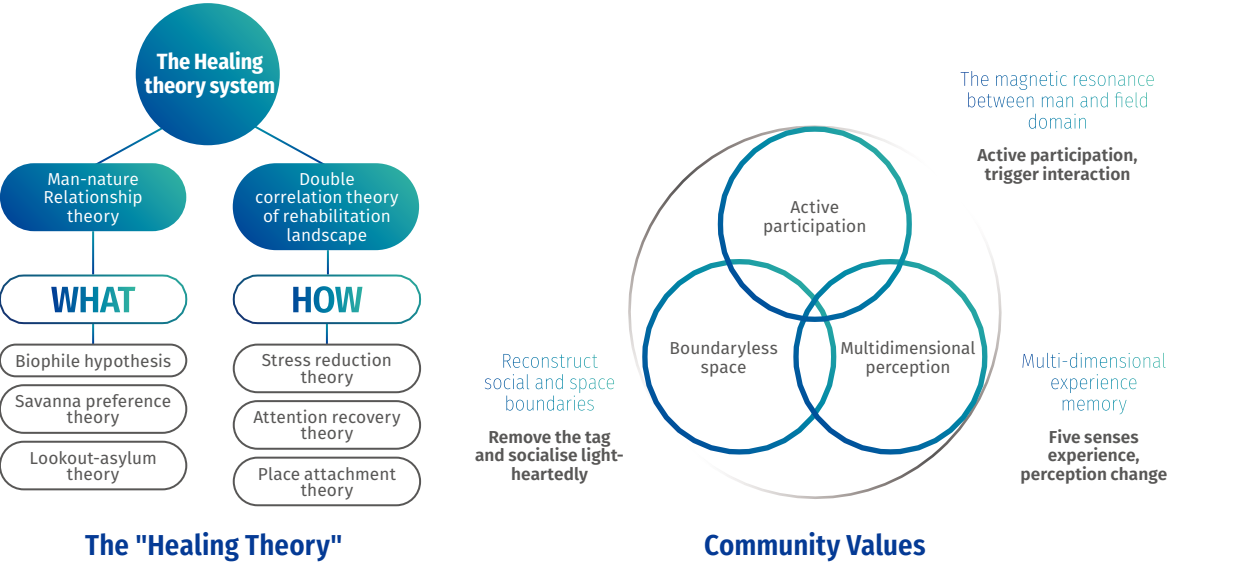 The Healing
theory system
Man-nature
Relationship
theory
WHAT
Biophile hypothesis
Savanna preference
theory
Lookout-asylum
theory
Double
correlation theory
of rehabilitation
landscape
HOW
Stress reduction
theory
Attention recovery
theory
Place attachment
theory
The "Healing Theory"
The magnetic resonance
between man and field
domain
Active participation,
trigger interaction
Active
participation
Boundaryless
space
Multidimensional
perception
Reconstruct
social and space
boundaries
Remove the tag
and socialise light-
heartedly
Multi-dimensional
experience
memory
Five senses
experience,
perception change
Community Values